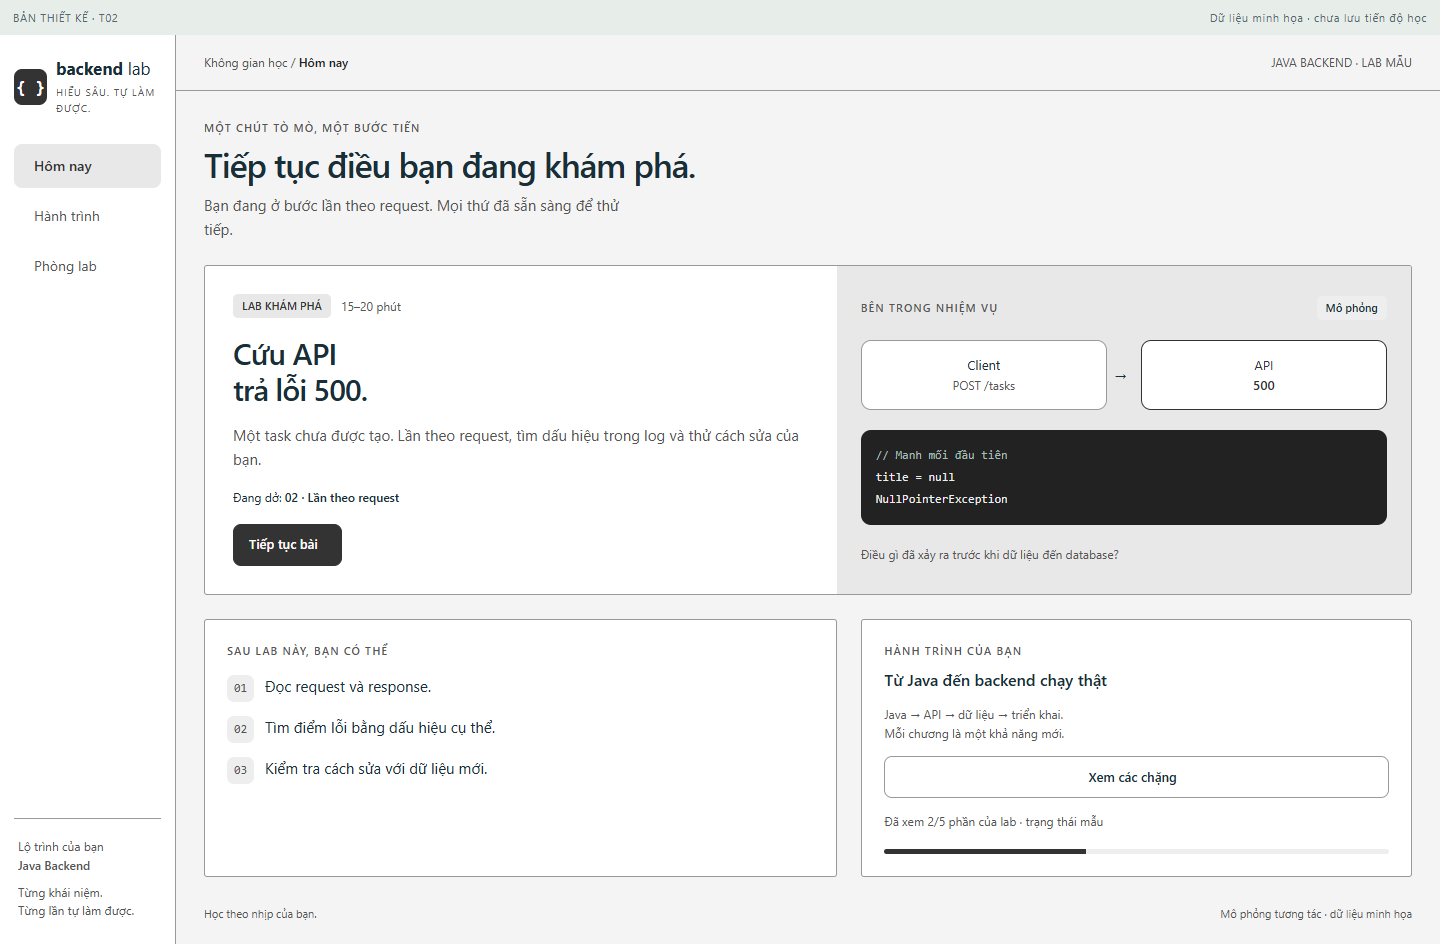 BẢN THIẾT KẾ · T02
Dữ liệu minh họa · chưa lưu tiến độ học
{ }
backend lab
HIỂU SÂU. TỰ LÀM
ĐƯỢC.
Hôm nay
Hành trình
Phòng lab
Lộ trình của bạn
Java Backend
Từng khái niệm.
Từng lần tự làm được.
Không gian học / Hôm nay
JAVA BACKEND · LAB MẪU
MỘT CHÚT TÒ MÒ, MỘT BƯỚC TIẾN
Tiếp tục điều bạn đang khám phá.
Bạn đang ở bước lần theo request. Mọi thứ đã sẵn sàng để thử
tiếp.
LAB KHÁM PHÁ
15–20 phút
Cứu API
trả lỗi 500.
Một task chưa được tạo. Lần theo request, tìm dấu hiệu trong log và thử cách sửa của
bạn.
Đang dở: 02 · Lần theo request
Tiếp tục bài
BÊN TRONG NHIỆM VỤ
Mô phỏng
Client
POST /tasks
→
API
500
// Manh mối đầu tiên
title = null
NullPointerException
Điều gì đã xảy ra trước khi dữ liệu đến database?
SAU LAB NÀY, BẠN CÓ THỂ
01 Đọc request và response.
02 Tìm điểm lỗi bằng dấu hiệu cụ thể.
03 Kiểm tra cách sửa với dữ liệu mới.
HÀNH TRÌNH CỦA BẠN
Từ Java đến backend chạy thật
Java → API → dữ liệu → triển khai.
Mỗi chương là một khả năng mới.
Xem các chặng
Đã xem 2/5 phần của lab · trạng thái mẫu
Học theo nhịp của bạn.
Mô phỏng tương tác · dữ liệu minh họa